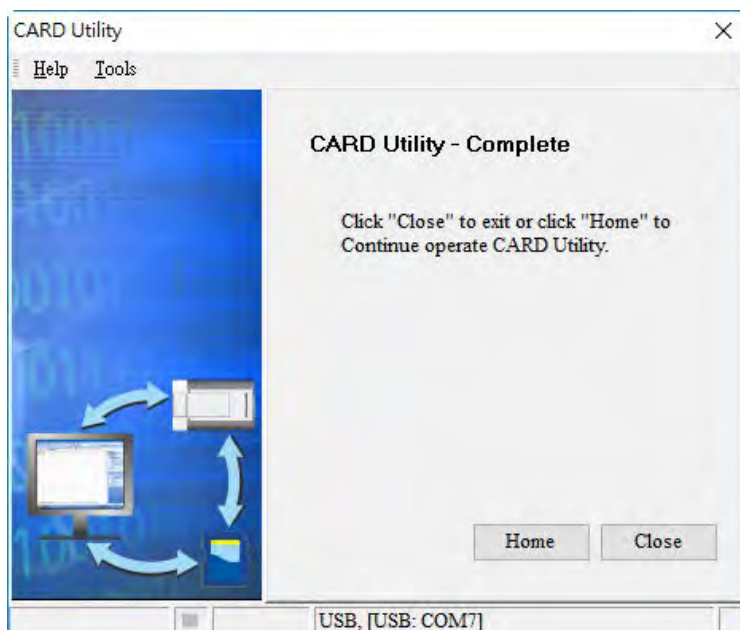 CARD Utility
Help Tools
CARD Utility - Complete
Click "Close" to exit or click "Home" to
Continue operate CARD Utility.
Home Close
USB, [USB: COM7]